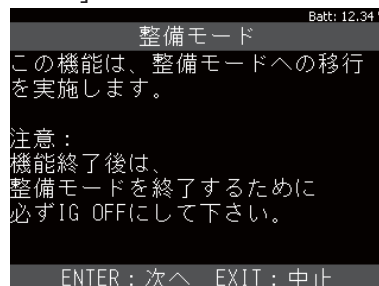 Batt: 12.34
整備モード
この機能は、整備モードへの移行
を実施します。
注意：
機能終了後は、
整備モードを終了するために
必ずIG OFFにして下さい。
ENTER：次へ EXIT：中止